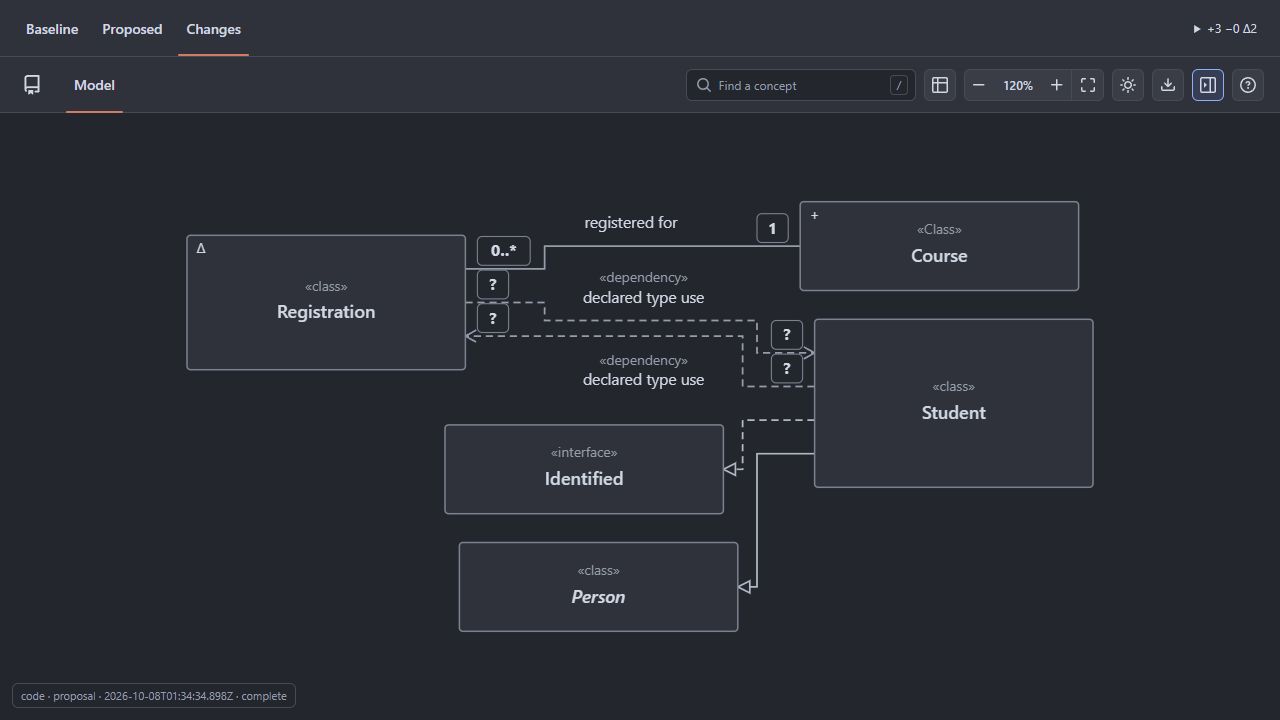 Baseline Proposed Changes
+3 −0 Δ2
Model
Find a concept /
120%
registered for
1
+
«Class»
Course
Δ
0..*
«class»
Registration
?
«dependency»
declared type use
?
?
?
«dependency»
declared type use
«class»
Student
«interface»
Identified
«class»
Person
code · proposal · 2026-10-08T01:34:34.898Z · complete